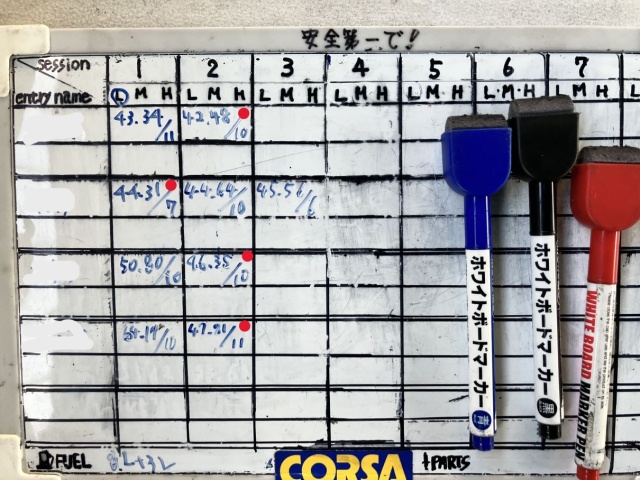 安全第一で!
session 1 2 3 4 5 6 7
entry name L M H L M H L M H L M H L M H L M H L M H L
43.34/11 42.48/10
44.31/7 44.64/10 45.56/6
50.80/10 46.35/10
47.91/11
FUEL CORSA +PARTS
ホワイトボードマーカー 青
ホワイトボードマーカー 黒
WHITE BOARD MARKER PEN